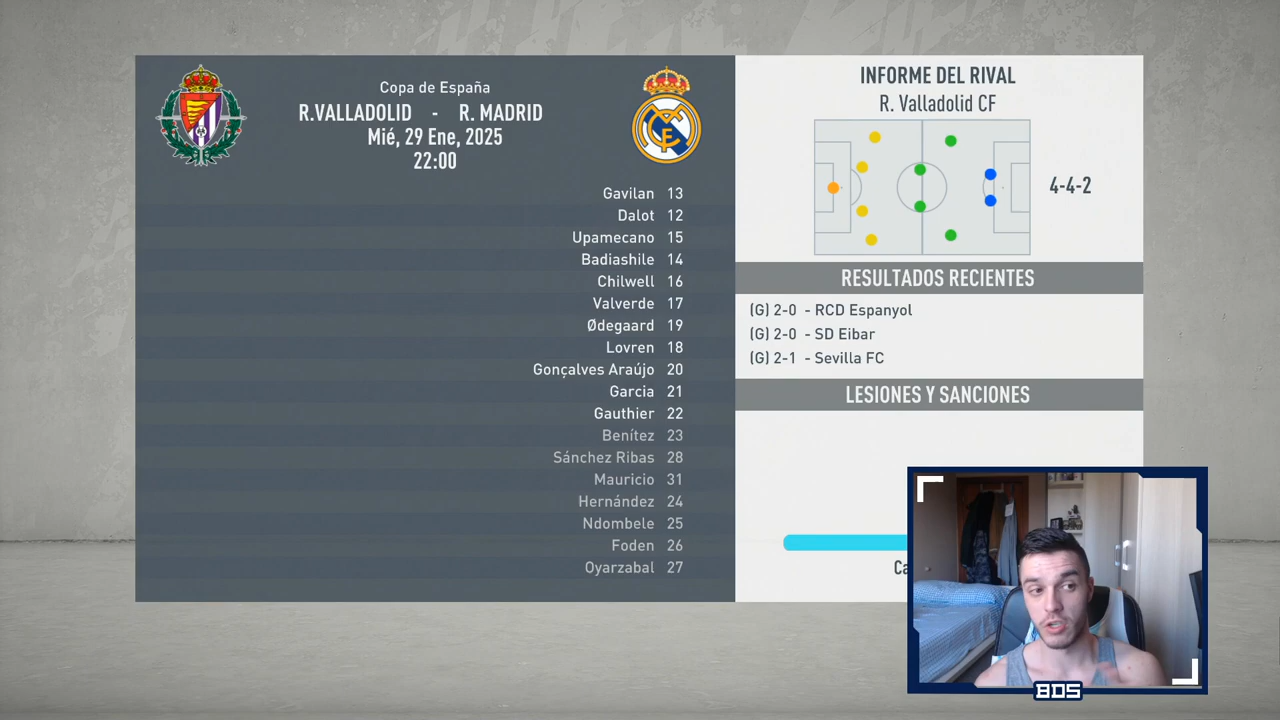 Copa de España
R.VALLADOLID - R. MADRID
Mié, 29 Ene, 2025
22:00
Gavilan 13
Dalot 12
Upamecano 15
Badiashile 14
Chilwell 16
Valverde 17
Ødegaard 19
Lovren 18
Gonçalves Araújo 20
Garcia 21
Gauthier 22
Benítez 23
Sánchez Ribas 28
Mauricio 31
Hernández 24
Ndombele 25
Foden 26
Oyarzabal 27
INFORME DEL RIVAL
R. Valladolid CF
4-4-2
RESULTADOS RECIENTES
(G) 2-0 - RCD Espanyol
(G) 2-0 - SD Eibar
(G) 2-1 - Sevilla FC
LESIONES Y SANCIONES
Ca
BDS